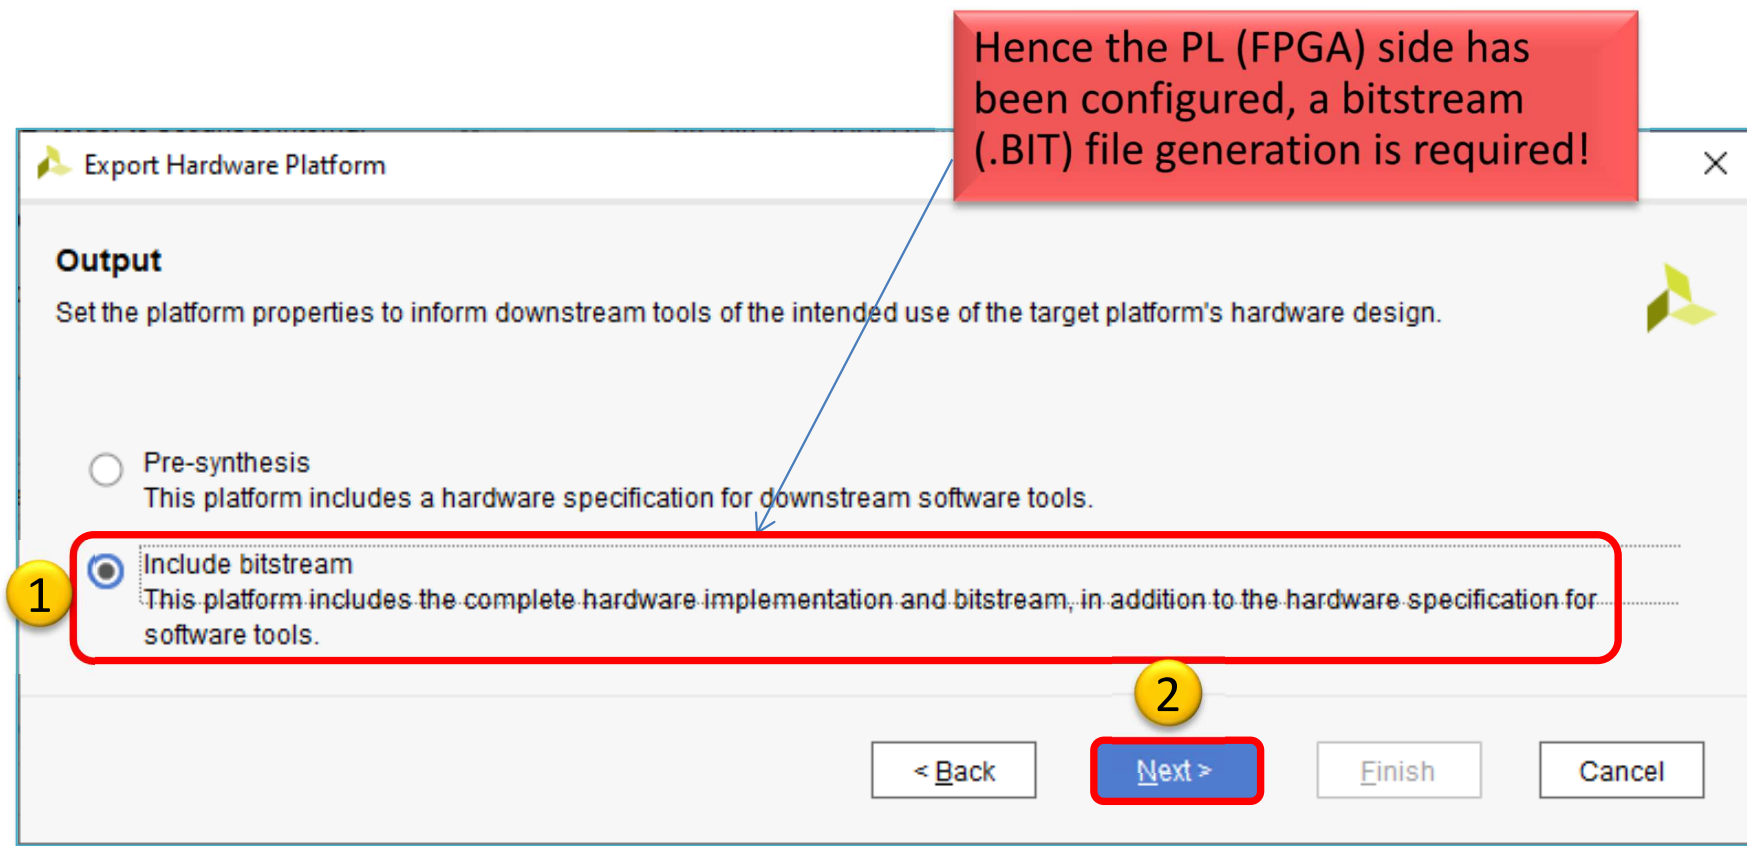 Hence the PL (FPGA) side has
been configured, a bitstream
(.BIT) file generation is required!
Export Hardware Platform
Output
Set the platform properties to inform downstream tools of the intended use of the target platform's hardware design.
Pre-synthesis
This platform includes a hardware specification for downstream software tools.
1
Include bitstream
This platform includes the complete hardware implementation and bitstream, in addition to the hardware specification for
software tools.
2
< Back
Next >
Finish
Cancel